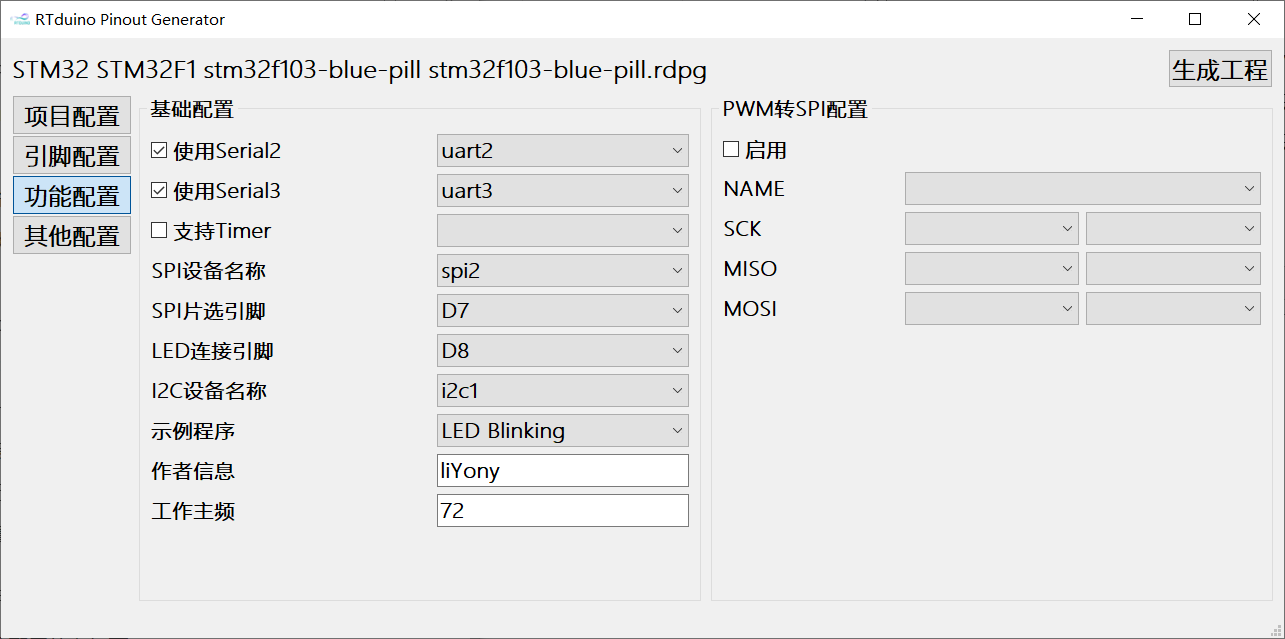 RTduino Pinout Generator
STM32 STM32F1 stm32f103-blue-pill stm32f103-blue-pill.rdpg
生成工程
项目配置
引脚配置
功能配置
其他配置
基础配置
使用Serial2 uart2
使用Serial3 uart3
支持Timer
SPI设备名称 spi2
SPI片选引脚 D7
LED连接引脚 D8
I2C设备名称 i2c1
示例程序 LED Blinking
作者信息 liYony
工作主频 72
PWM转SPI配置
启用
NAME
SCK
MISO
MOSI